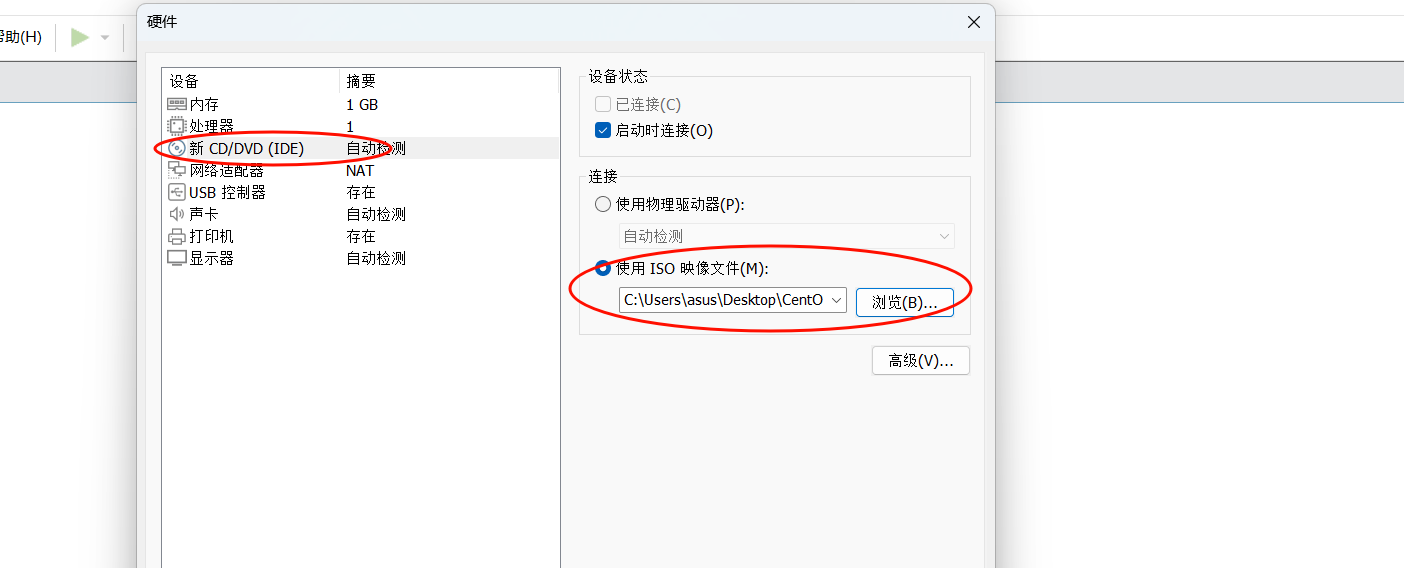 硬件
助(H)
设备 摘要
内存 1 GB
处理器 1
新 CD/DVD (IDE) 自动检测
网络适配器 NAT
USB 控制器 存在
声卡 自动检测
打印机 存在
显示器 自动检测
设备状态
已连接(C)
启动时连接(O)
连接
使用物理驱动器(P):
自动检测
使用 ISO 映像文件(M):
C:\Users\asus\Desktop\CentO
浏览(B)...
高级(V)...